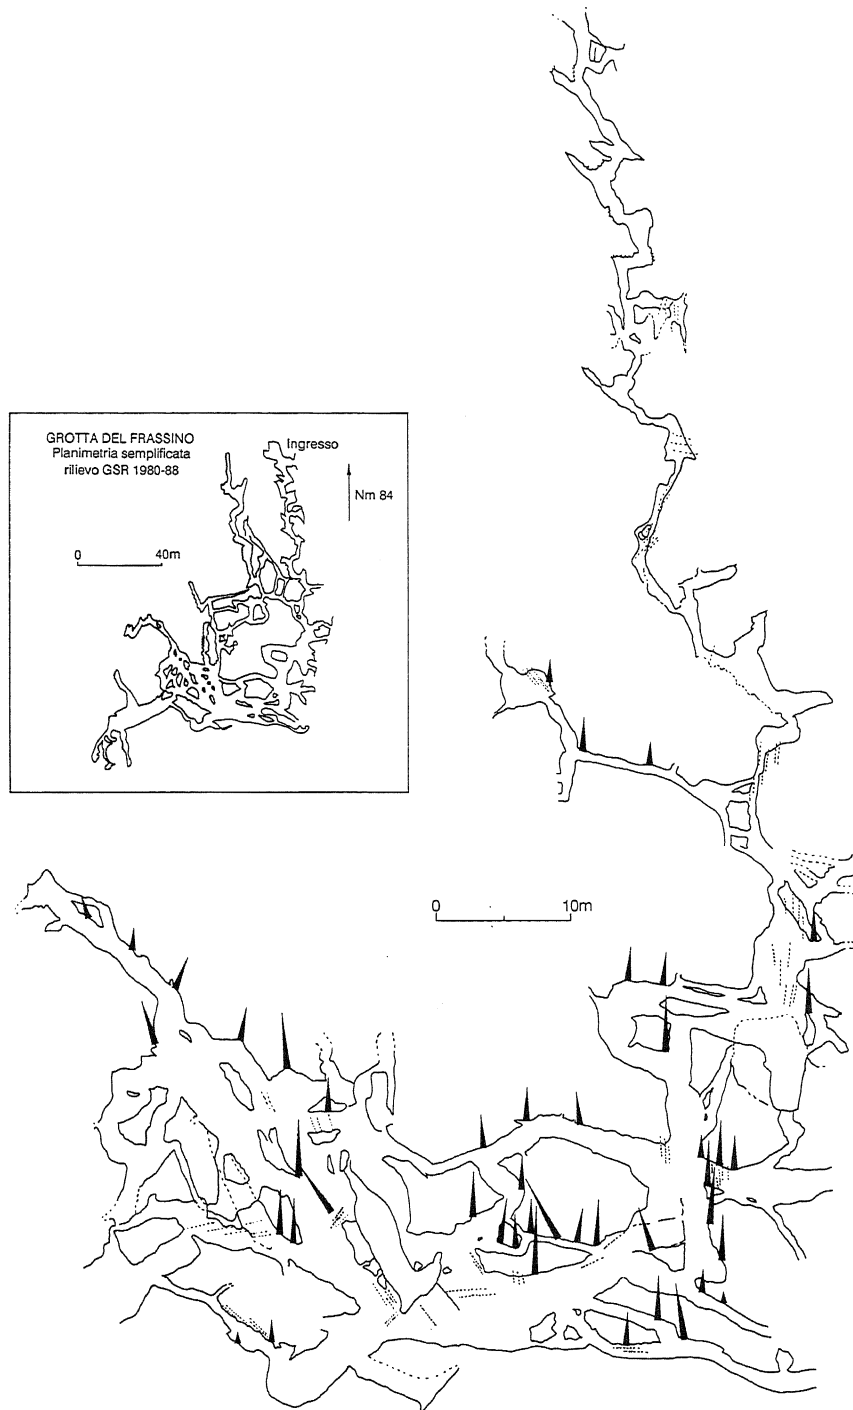 GROTTA DEL FRASSINO
Planimetria semplificata
rilievo GSR 1980-88
Ingresso
Nm 84
0 40m
0 10m